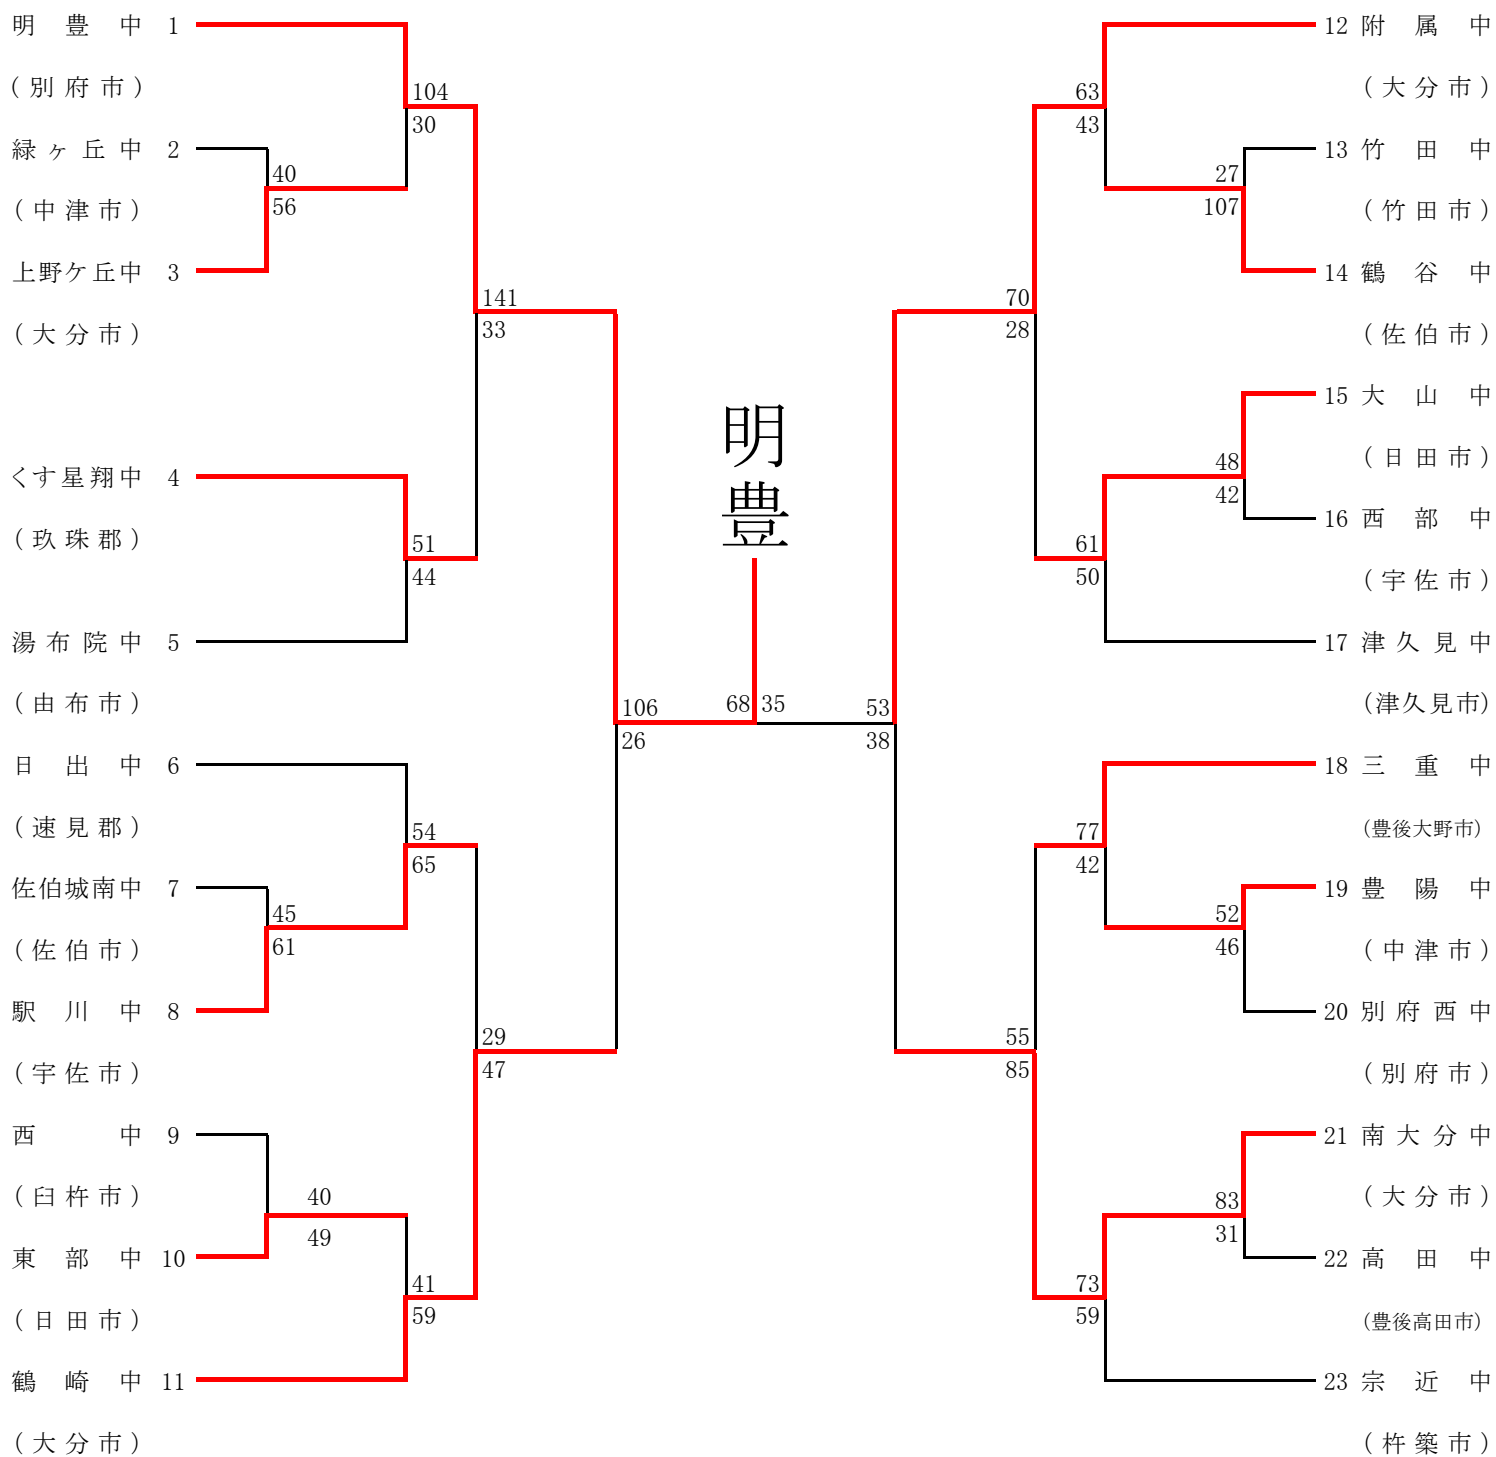 明豊中 1
(別府市)
緑ヶ丘中 2
(中津市)
上野ケ丘中 3
(大分市)
くす星翔中 4
(玖珠郡)
湯布院中 5
(由布市)
日出中 6
(速見郡)
佐伯城南中 7
(佐伯市)
駅川中 8
(宇佐市)
西中 9
(臼杵市)
東部中 10
(日田市)
鶴崎中 11
(大分市)
104
30
40
56
141
33
51
44
106
26
54
65
45
61
29
47
40
49
41
59
明豊
68 35
63
43
27
107
70
28
48
42
61
50
53
38
77
42
52
46
55
85
83
31
73
59
12 附属中
(大分市)
13 竹田中
(竹田市)
14 鶴谷中
(佐伯市)
15 大山中
(日田市)
16 西部中
(宇佐市)
17 津久見中
(津久見市)
18 三重中
(豊後大野市)
19 豊陽中
(中津市)
20 別府西中
(別府市)
21 南大分中
(大分市)
22 高田中
(豊後高田市)
23 宗近中
(杵築市)